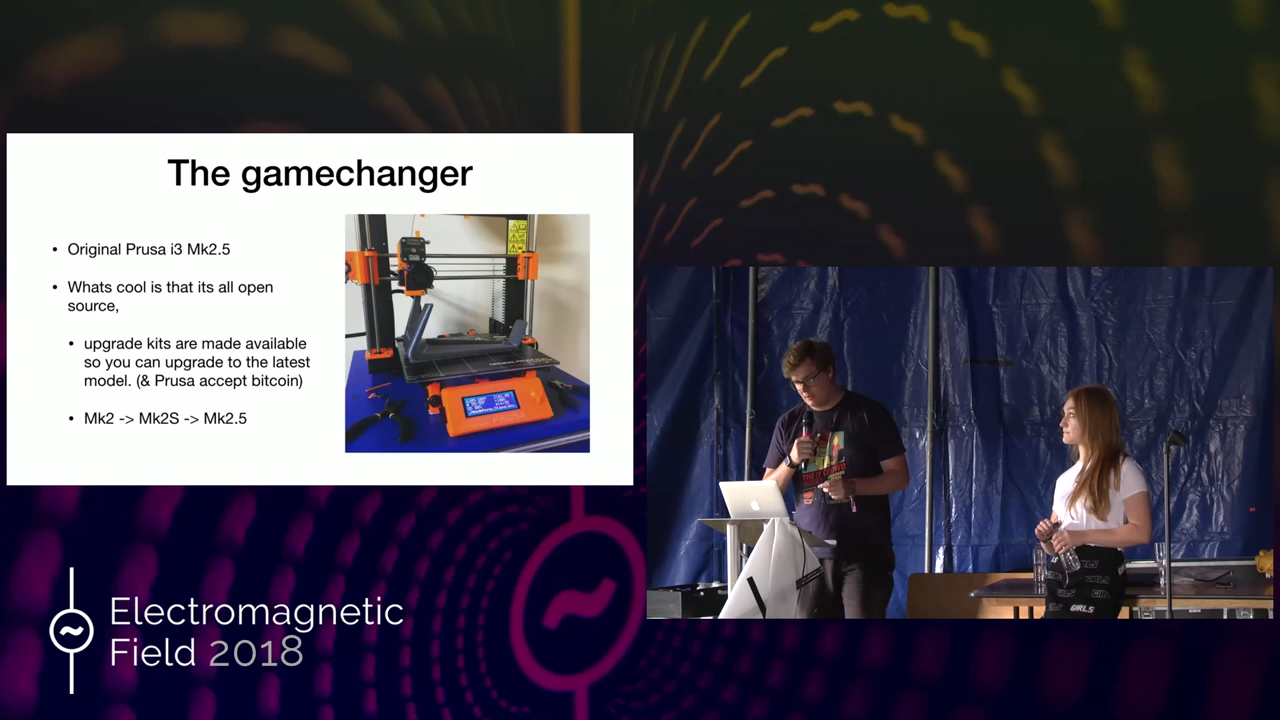 The gamechanger
• Original Prusa i3 Mk2.5
• Whats cool is that its all open
source,
• upgrade kits are made available
so you can upgrade to the latest
model. (& Prusa accept bitcoin)
• Mk2 -> Mk2S -> Mk2.5
Electromagnetic
Field 2018
GIRLS